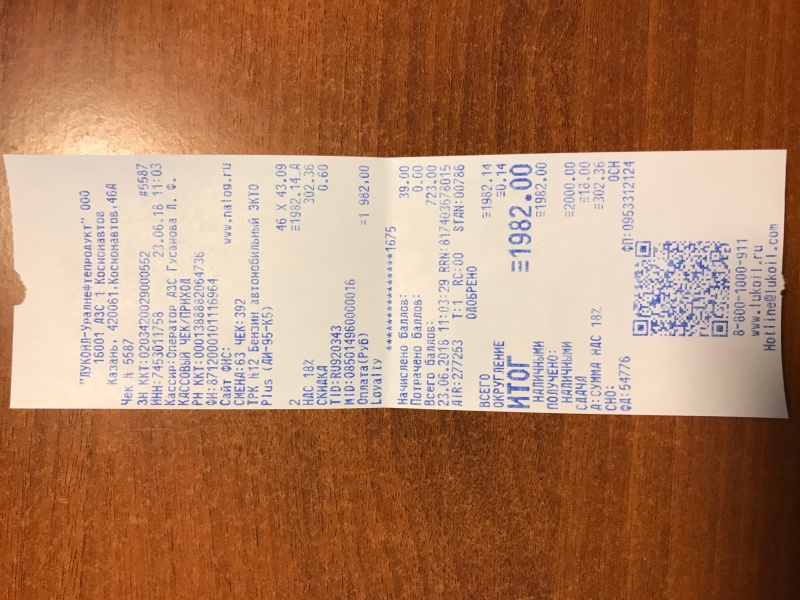 "ЛУКОЙЛ-Уралнефтепродукт" ООО
16001 АЗС 1 Космонавтов
Казань, 420061,Космонавтов,46А
Чек № 5587 #5587
ЗН ККТ:0203420029000552
ИНН:7453011758 23.06.18 11:03
Кассир:Оператор АЗС Гусанова Л. Ф.
КАССОВЫЙ ЧЕК/ПРИХОД
РН ККТ:0001388882064736
ФН:8712000101116964
Сайт ФНС: www.nalog.ru
СМЕНА:63 ЧЕК:392
ТРК №12 Бензин автомобильный ЭКТО
Plus (АИ-95-К5)
46 X 43.09
2 ≡1982.14_А
НДС 18% 302.36
СКИДКА 0.60
TID:RU920343
MID:085014960000016
Оплата(Руб) =1 982.00
Loyalty
***************1675
Начислено баллов: 39.00
Потрачено баллов: 0.00
Всего баллов: 723.00
23.06.2018 11:03:29 RRN:817403678015
AIR:277253 T:1 RC:00 STAN:00786
ОДОБРЕНО
ВСЕГО ≡1982.14
ОКРУГЛЕНИЕ ≡0.14
ИТОГ ≡1982.00
НАЛИЧНЫМИ ≡1982.00
ПОЛУЧЕНО:
НАЛИЧНЫМИ ≡2000.00
СДАЧА ≡18.00
А:СУММА НДС 18% ≡302.36
СНО: ОСН
ФД:54776 ФП:0953312124
8-800-1000-911
www.lukoil.ru
Hotline@lukoil.com